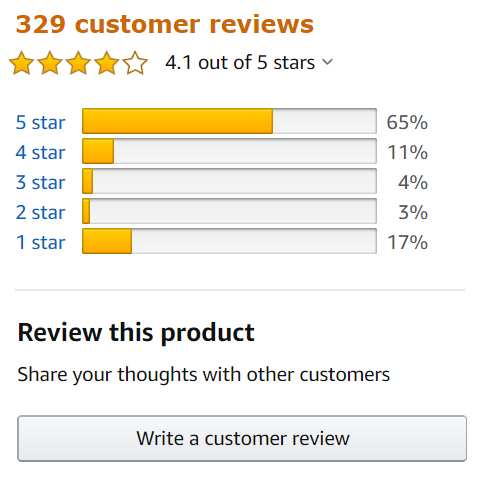 329 customer reviews
4.1 out of 5 stars
5 star 65%
4 star 11%
3 star 4%
2 star 3%
1 star 17%
Review this product
Share your thoughts with other customers
Write a customer review